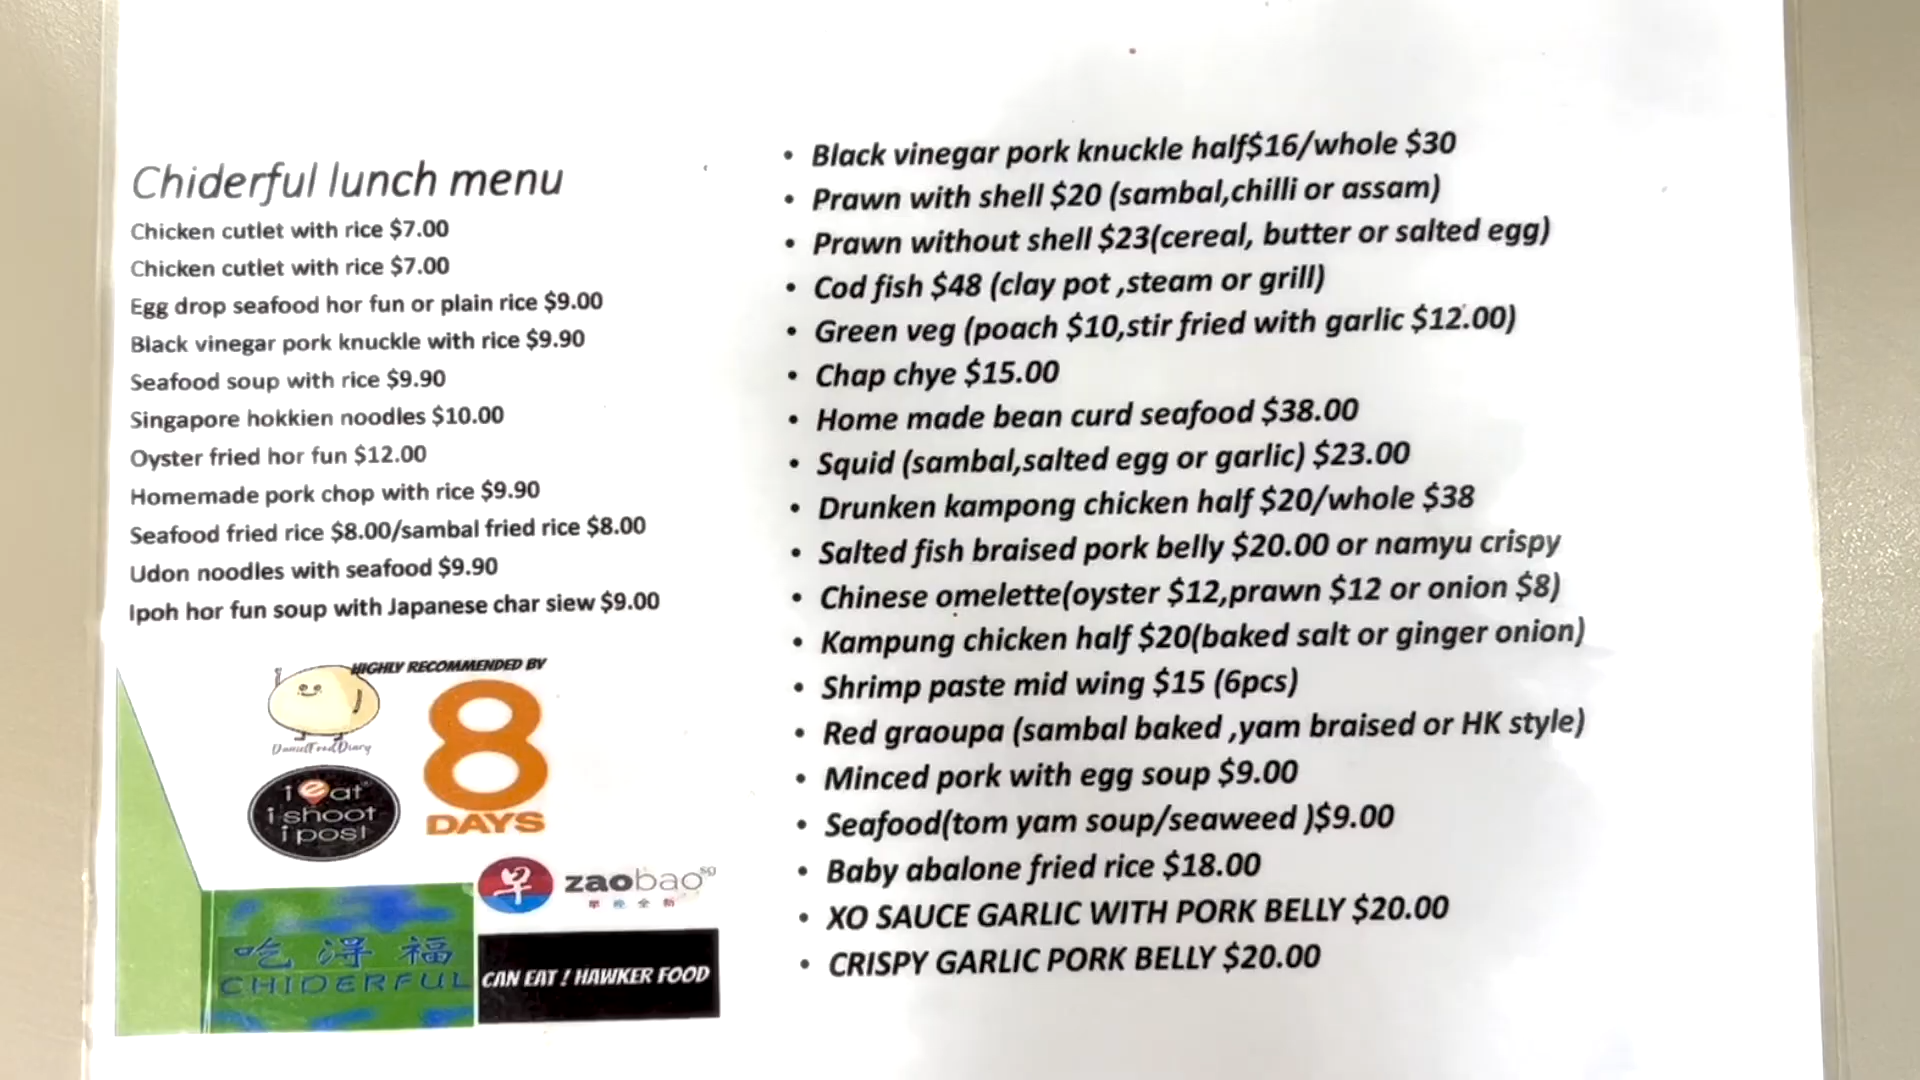 Chiderful lunch menu
Chicken cutlet with rice $7.00
Chicken cutlet with rice $7.00
Egg drop seafood hor fun or plain rice $9.00
Black vinegar pork knuckle with rice $9.90
Seafood soup with rice $9.90
Singapore hokkien noodles $10.00
Oyster fried hor fun $12.00
Homemade pork chop with rice $9.90
Seafood fried rice $8.00/sambal fried rice $8.00
Udon noodles with seafood $9.90
Ipoh hor fun soup with Japanese char siew $9.00
HIGHLY RECOMMENDED BY
DanielFoodDiary
8
DAYS
i eat
i shoot
i post
早 zaobao sg
早 晚 全 新
吃 得 福
CHIDERFUL
CAN EAT ! HAWKER FOOD
• Black vinegar pork knuckle half$16/whole $30
• Prawn with shell $20 (sambal,chilli or assam)
• Prawn without shell $23(cereal, butter or salted egg)
• Cod fish $48 (clay pot ,steam or grill)
• Green veg (poach $10,stir fried with garlic $12.00)
• Chap chye $15.00
• Home made bean curd seafood $38.00
• Squid (sambal,salted egg or garlic) $23.00
• Drunken kampong chicken half $20/whole $38
• Salted fish braised pork belly $20.00 or namyu crispy
• Chinese omelette(oyster $12,prawn $12 or onion $8)
• Kampung chicken half $20(baked salt or ginger onion)
• Shrimp paste mid wing $15 (6pcs)
• Red graoupa (sambal baked ,yam braised or HK style)
• Minced pork with egg soup $9.00
• Seafood(tom yam soup/seaweed )$9.00
• Baby abalone fried rice $18.00
• XO SAUCE GARLIC WITH PORK BELLY $20.00
• CRISPY GARLIC PORK BELLY $20.00